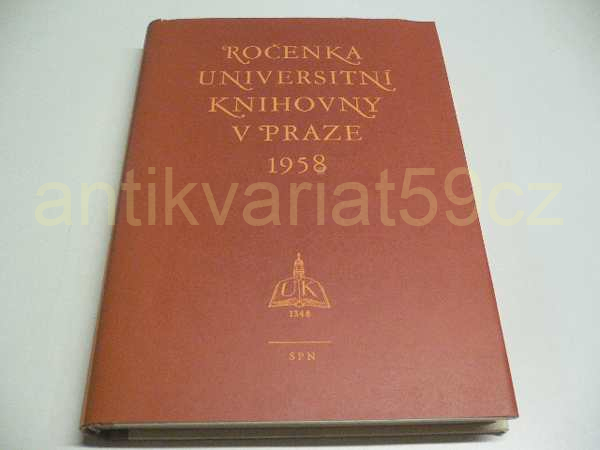 ROČENKA
UNIVERSITNÍ
KNIHOVNY
V PRAZE
1958
antikvariat59cz
UK
1348
SPN